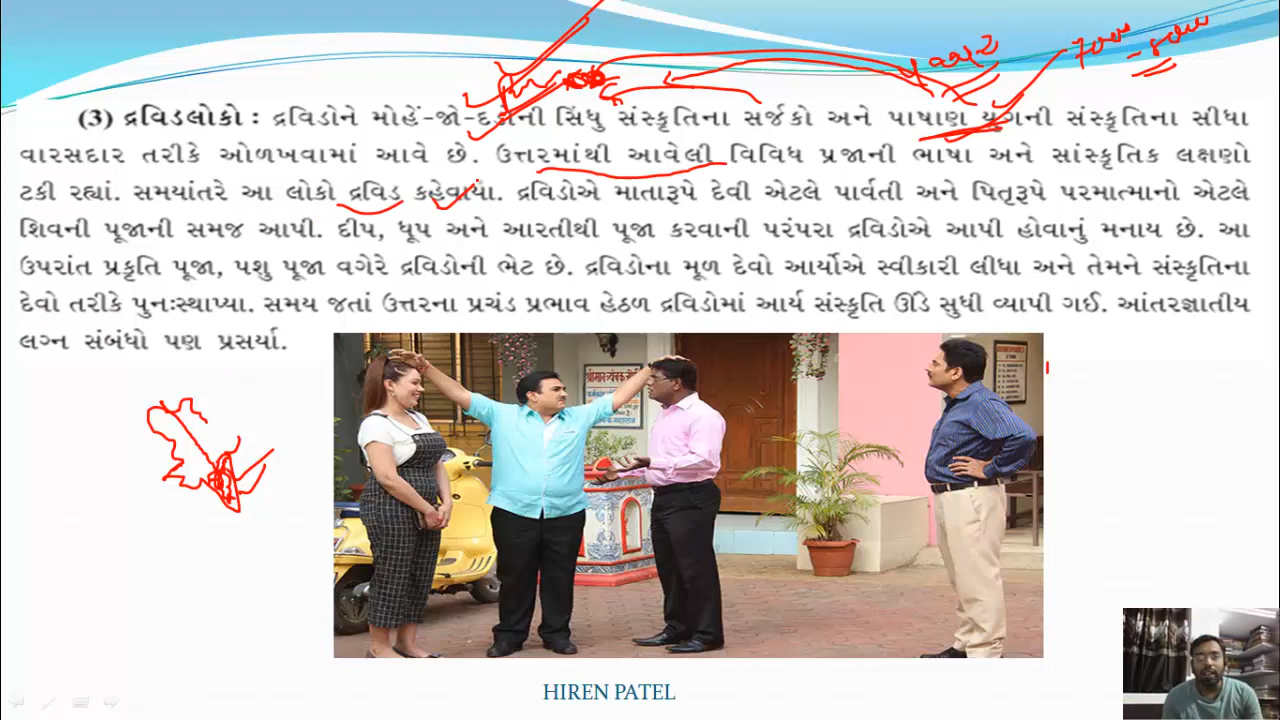 (3) દ્રવિડલોકો : દ્રવિડોને મોહેં-જો-દડોની સિંધુ સંસ્કૃતિના સર્જકો અને પાષાણ યુગની સંસ્કૃતિના સીધા
વારસદાર તરીકે ઓળખવામાં આવે છે. ઉત્તરમાંથી આવેલી વિવિધ પ્રજાની ભાષા અને સાંસ્કૃતિક લક્ષણો
ટકી રહ્યાં. સમયાંતરે આ લોકો દ્રવિડ કહેવાયા. દ્રવિડોએ માતારૂપે દેવી એટલે પાર્વતી અને પિતૃરૂપે પરમાત્માનો એટલે
શિવની પૂજાની સમજ આપી. દીપ, ધૂપ અને આરતીથી પૂજા કરવાની પરંપરા દ્રવિડોએ આપી હોવાનું મનાય છે. આ
ઉપરાંત પ્રકૃતિ પૂજા, પશુ પૂજા વગેરે દ્રવિડોની ભેટ છે. દ્રવિડોના મૂળ દેવો આર્યોએ સ્વીકારી લીધા અને તેમને સંસ્કૃતિના
દેવો તરીકે પુનઃસ્થાપ્યા. સમય જતાં ઉત્તરના પ્રચંડ પ્રભાવ હેઠળ દ્રવિડોમાં આર્ય સંસ્કૃતિ ઊંડે સુધી વ્યાપી ગઈ. આંતરજ્ઞાતીય
લગ્ન સંબંધો પણ પ્રસર્યા.
HIREN PATEL